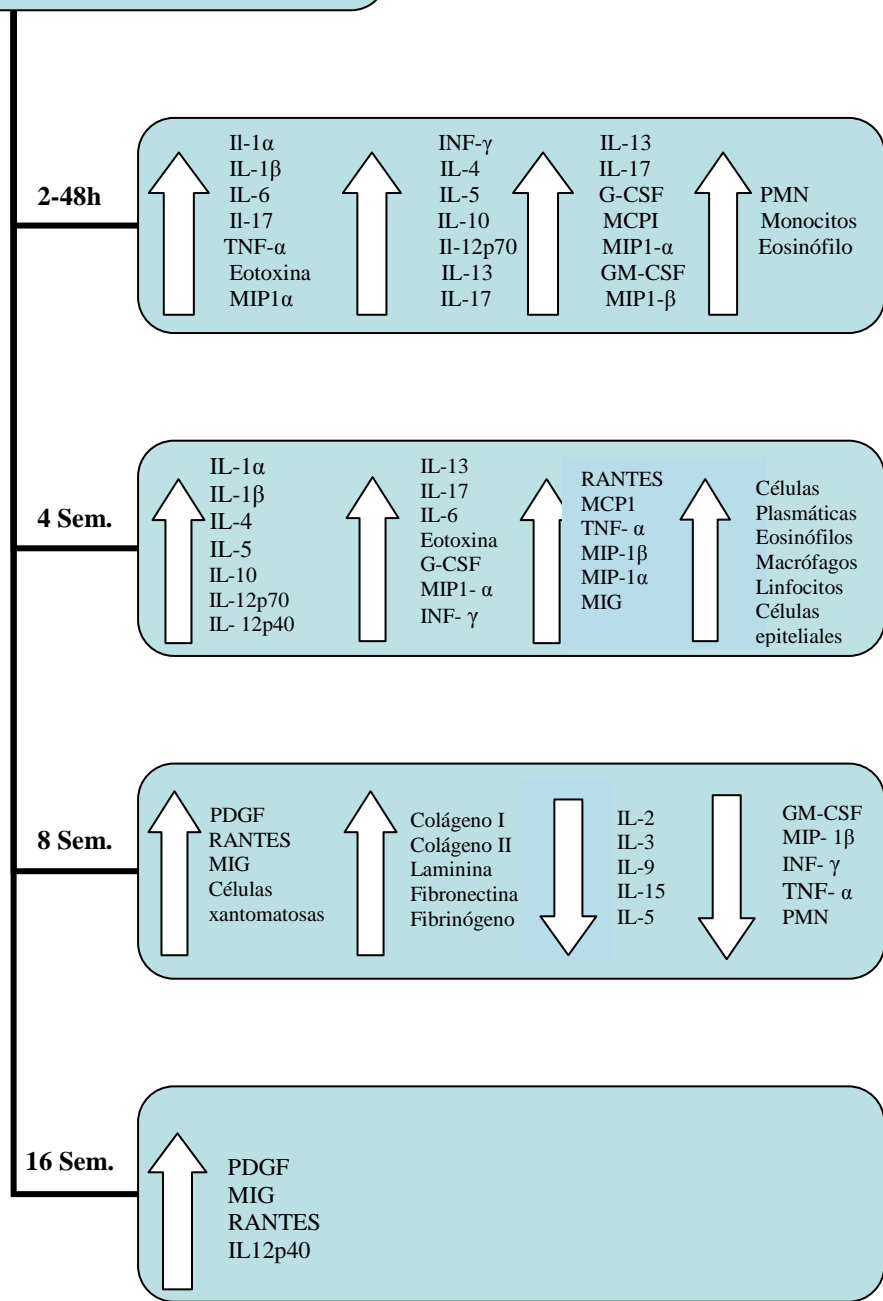 2-48h
Il-1α
IL-1β
IL-6
Il-17
TNF-α
Eotoxina
MIP1α
INF-γ
IL-4
IL-5
IL-10
Il-12p70
IL-13
IL-17
IL-13
IL-17
G-CSF
MCPI
MIP1-α
GM-CSF
MIP1-β
PMN
Monocitos
Eosinófilo
4 Sem.
IL-1α
IL-1β
IL-4
IL-5
IL-10
IL-12p70
IL- 12p40
IL-13
IL-17
IL-6
Eotoxina
G-CSF
MIP1- α
INF- γ
RANTES
MCP1
TNF- α
MIP-1β
MIP-1α
MIG
Células
Plasmáticas
Eosinófilos
Macrófagos
Linfocitos
Células
epiteliales
8 Sem.
PDGF
RANTES
MIG
Células
xantomatosas
Colágeno I
Colágeno II
Laminina
Fibronectina
Fibrinógeno
IL-2
IL-3
IL-9
IL-15
IL-5
GM-CSF
MIP- 1β
INF- γ
TNF- α
PMN
16 Sem.
PDGF
MIG
RANTES
IL12p40